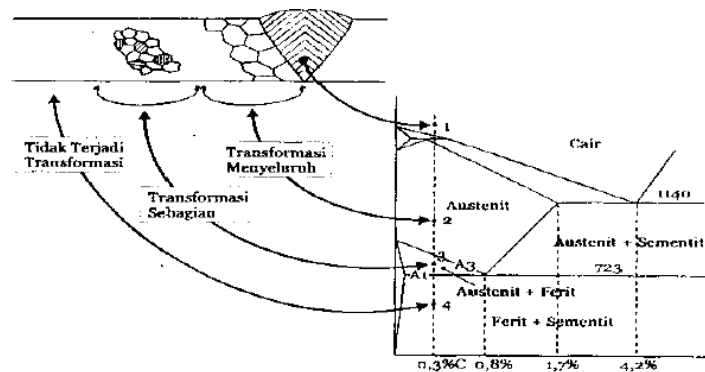 Tidak Terjadi
Transformasi
Transformasi
Menyeluruh
Transformasi
Sebagian
1
Cair
1140
Austenit
2
Austenit + Sementit
3
A3
723
A1
Austenit + Ferit
4
Ferit + Sementit
0,3%C 0,8% 1,7% 4,2%